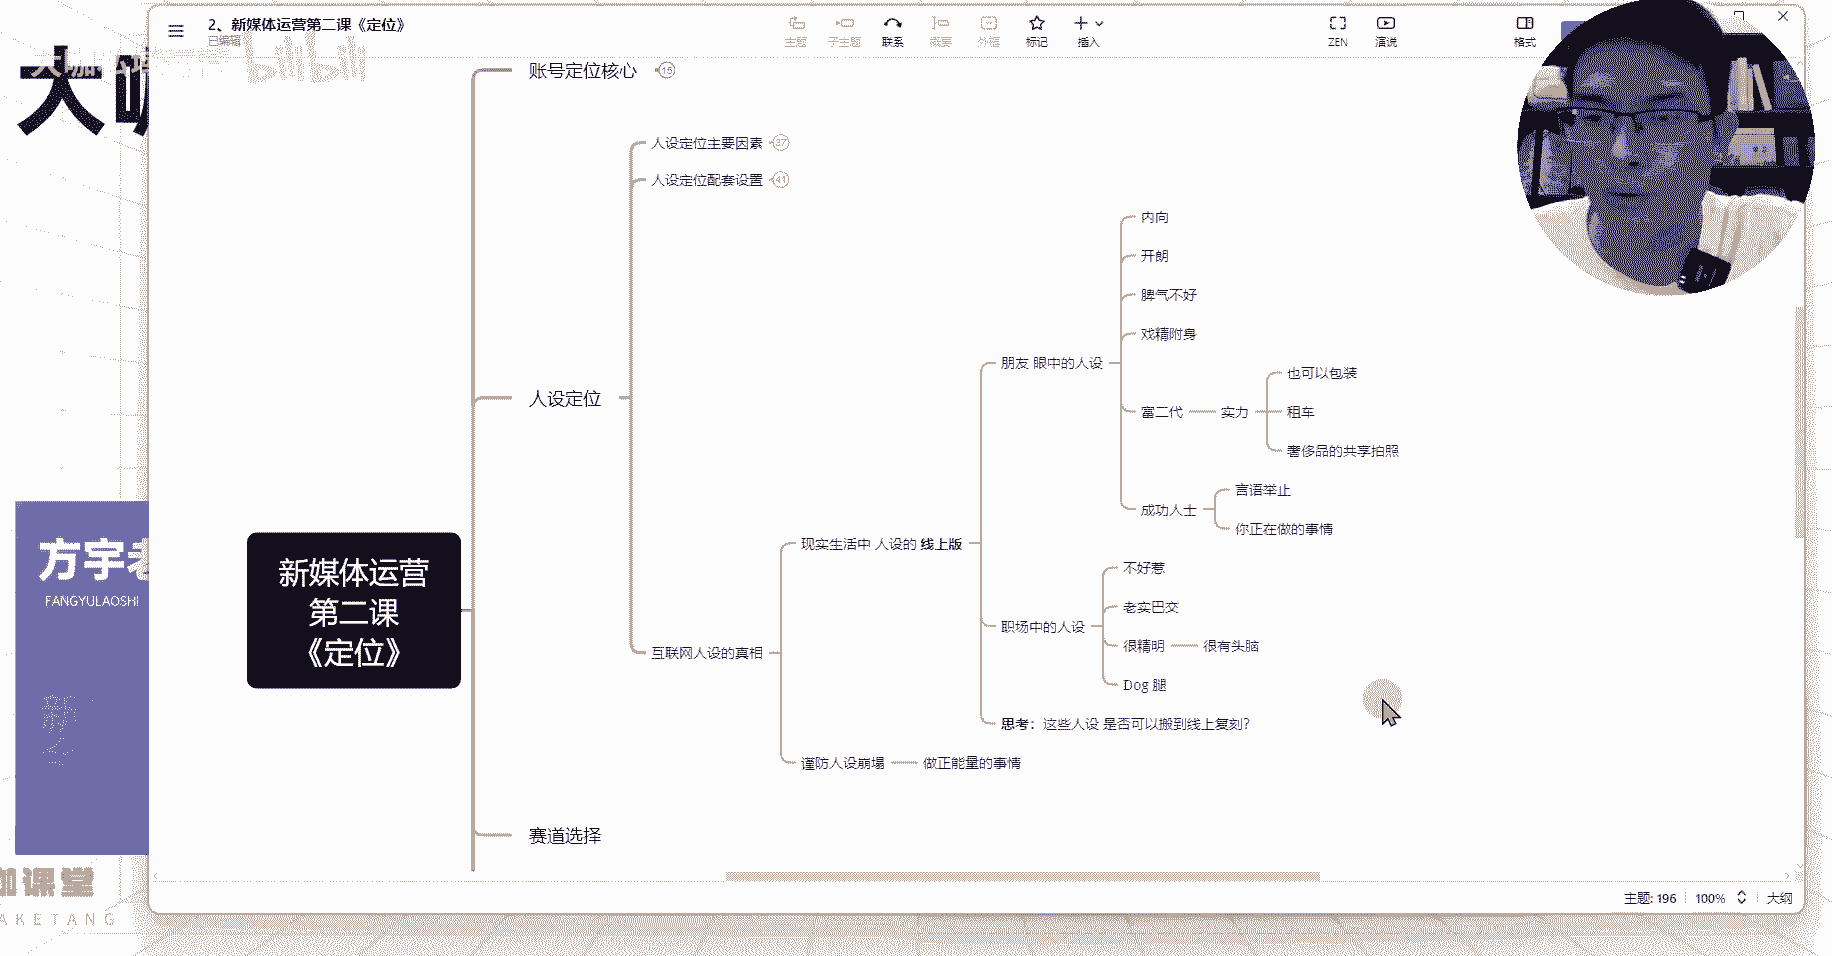 2、新媒体运营第二课《定位》
已编辑
主题
子主题
联系
概要
外框
标记
插入
ZEN
演说
格式
bilibili
账号定位核心
15
人设定位主要因素
37
人设定位配套设置
41
内向
开朗
脾气不好
戏精附身
朋友 眼中的人设
也可以包装
富二代
实力
租车
人设定位
奢侈品的共享拍照
言语举止
成功人士
你正在做的事情
现实生活中 人设的 线上版
不好惹
新媒体运营
第二课
《定位》
老实巴交
职场中的人设
很精明
很有头脑
互联网人设的真相
Dog 腿
思考：这些人设 是否可以搬到线上复刻?
谨防人设崩塌
做正能量的事情
赛道选择
方宇老
FANGYULAOSHI
咖课堂
AKETANG
主题: 196
100%
大纲